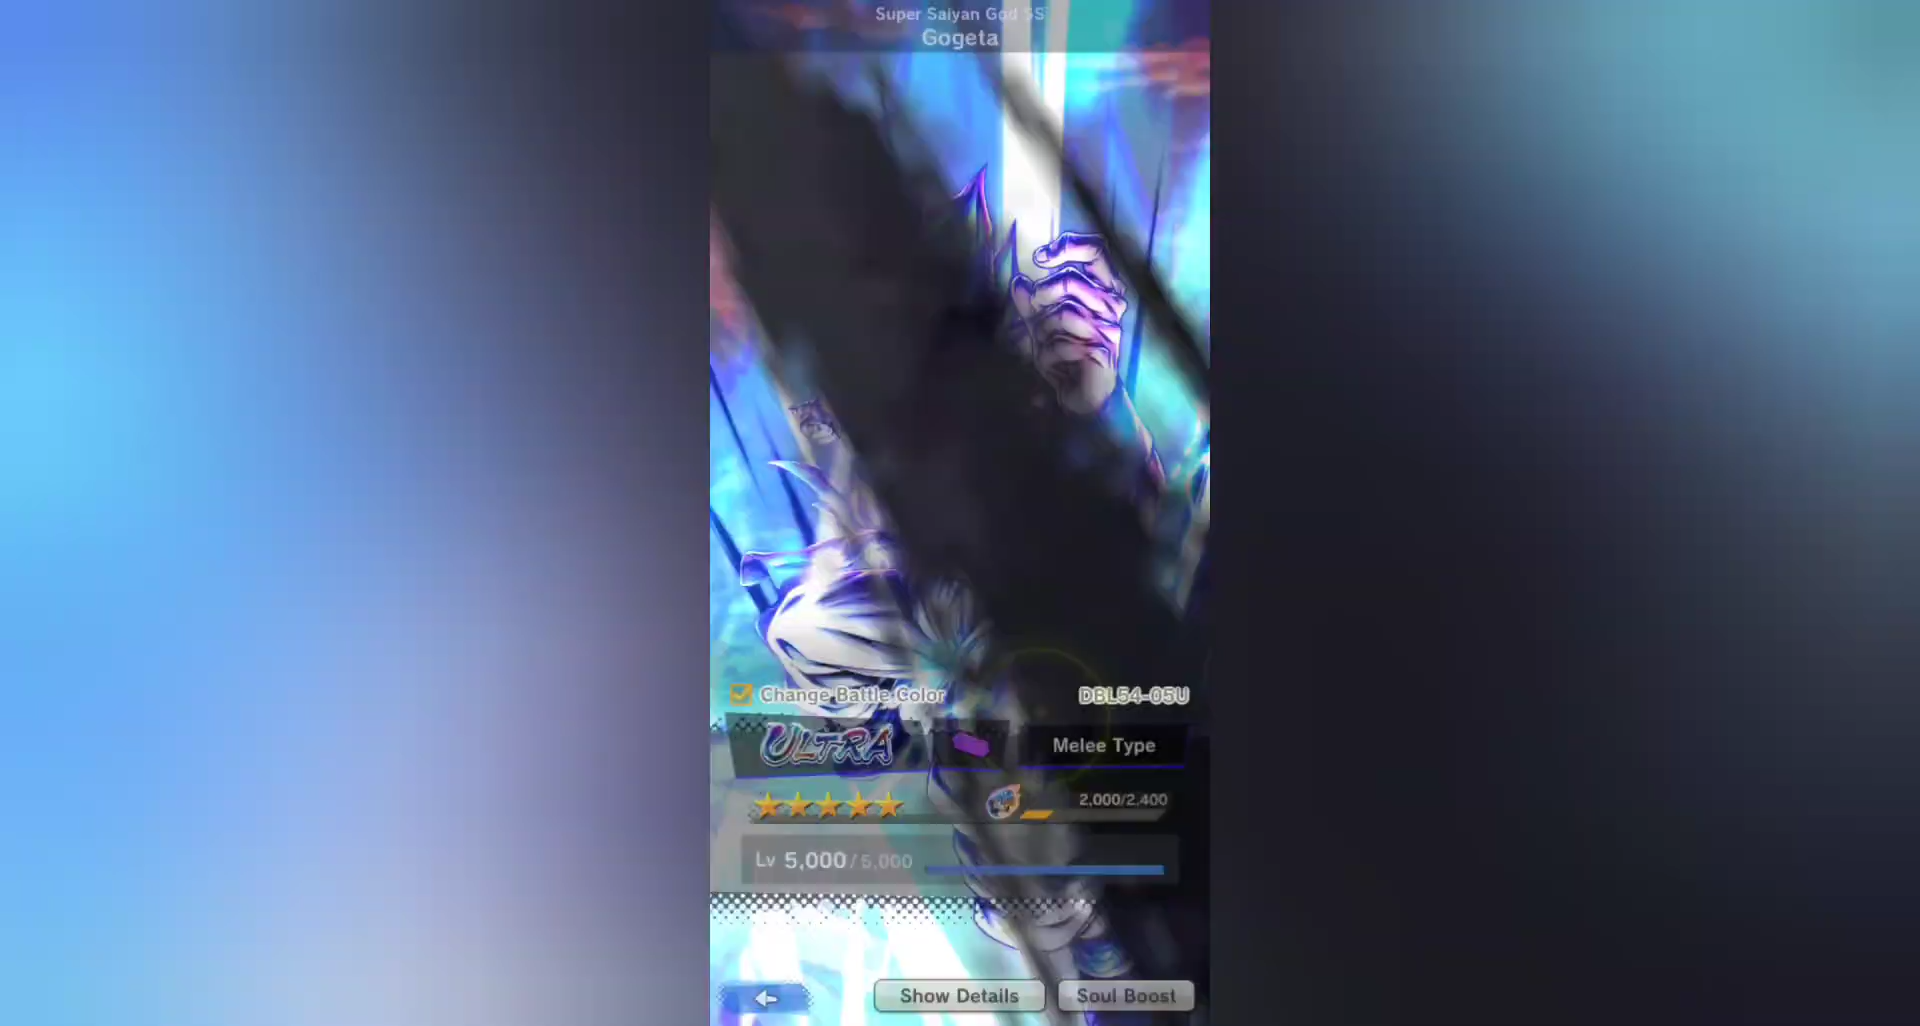 Super Saiyan God SS
Gogeta
Change Battle Color
DBL54-05U
ULTRA
Melee Type
2,000/2,400
Lv 5,000/5,000
Show Details
Soul Boost